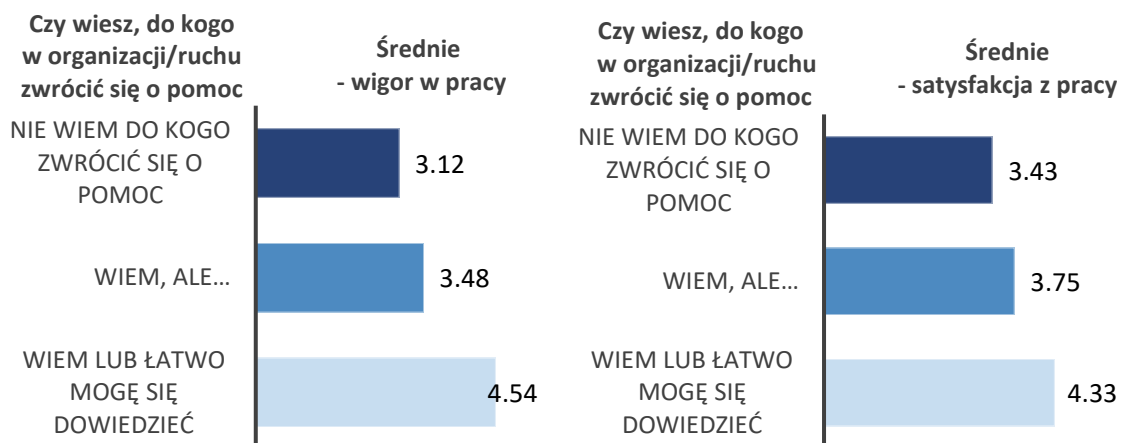 Czy wiesz, do kogo
w organizacji/ruchu
zwrócić się o pomoc
Średnie
- wigor w pracy
NIE WIEM DO KOGO
ZWRÓCIĆ SIĘ O
POMOC
3.12
WIEM, ALE...
3.48
WIEM LUB ŁATWO
MOGĘ SIĘ
DOWIEDZIEĆ
4.54
Czy wiesz, do kogo
w organizacji/ruchu
zwrócić się o pomoc
Średnie
- satysfakcja z pracy
NIE WIEM DO KOGO
ZWRÓCIĆ SIĘ O
POMOC
3.43
WIEM, ALE...
3.75
WIEM LUB ŁATWO
MOGĘ SIĘ
DOWIEDZIEĆ
4.33